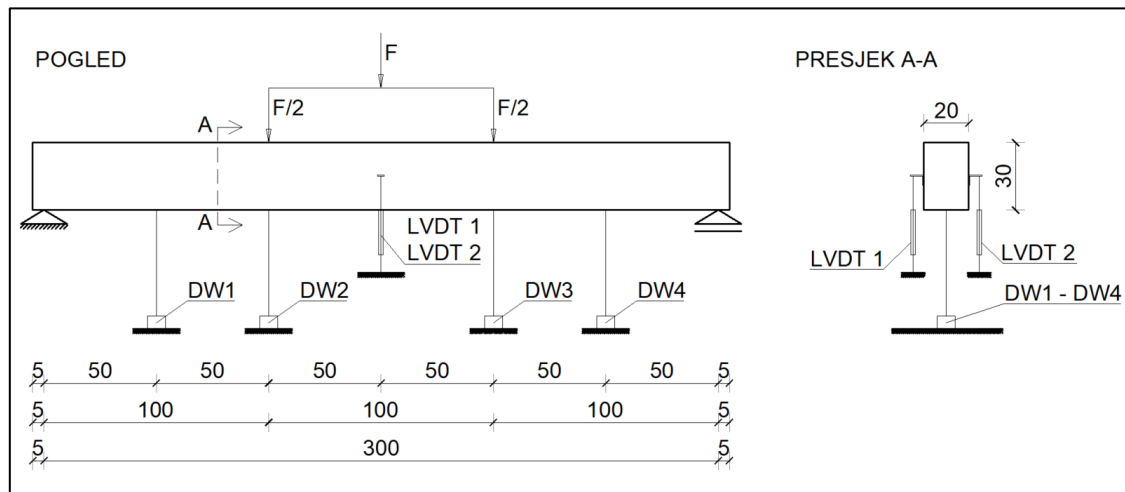 POGLED
F
F/2
F/2
A
A
LVDT 1
LVDT 2
DW1
DW2
DW3
DW4
5 50 50 50 50 50 50 5
5 100 100 100 5
5 300 5
PRESJEK A-A
20
30
LVDT 1
LVDT 2
DW1 - DW4